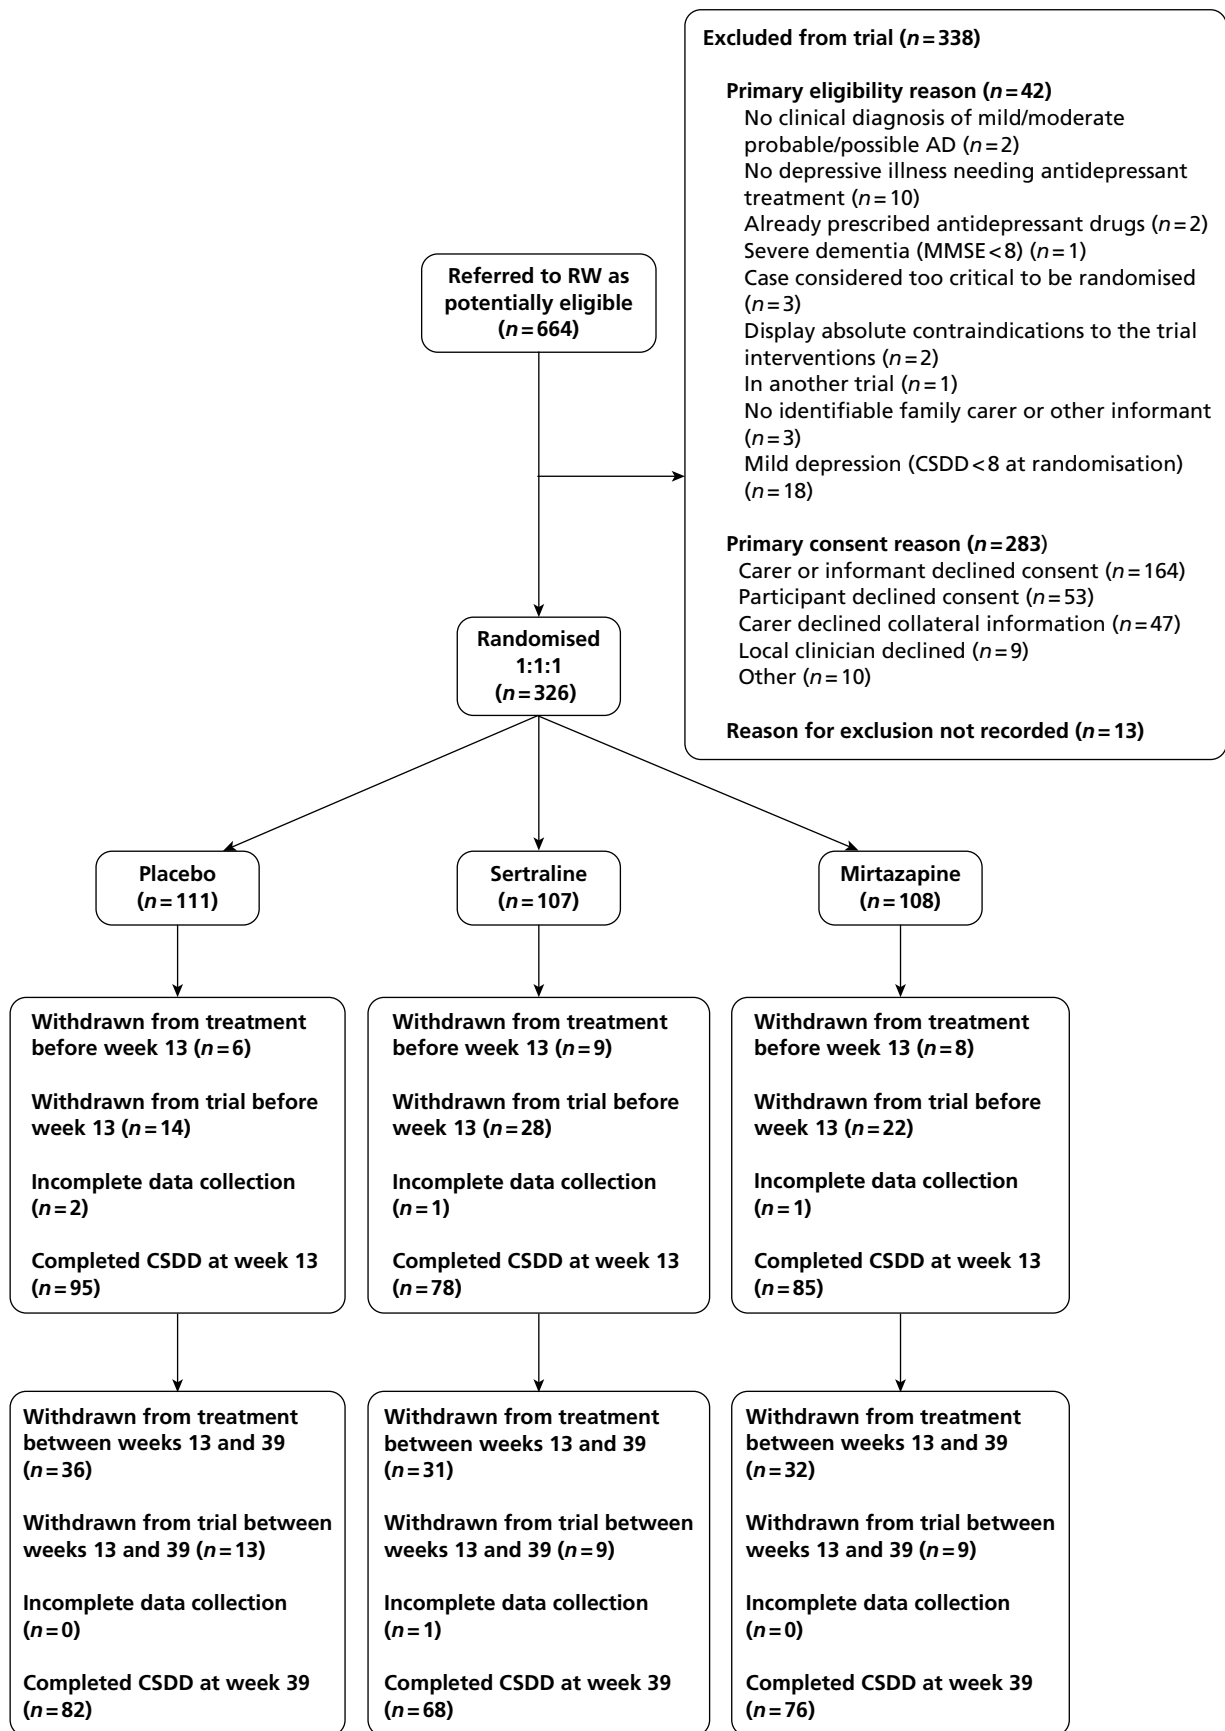 Excluded from trial (n=338)
Primary eligibility reason (n=42)
No clinical diagnosis of mild/moderate
probable/possible AD (n=2)
No depressive illness needing antidepressant
treatment (n=10)
Already prescribed antidepressant drugs (n=2)
Severe dementia (MMSE<8) (n=1)
Case considered too critical to be randomised
(n=3)
Display absolute contraindications to the trial
interventions (n=2)
In another trial (n=1)
No identifiable family carer or other informant
(n=3)
Mild depression (CSDD<8 at randomisation)
(n=18)
Primary consent reason (n=283)
Carer or informant declined consent (n=164)
Participant declined consent (n=53)
Carer declined collateral information (n=47)
Local clinician declined (n=9)
Other (n=10)
Reason for exclusion not recorded (n=13)
Referred to RW as
potentially eligible
(n=664)
Randomised
1:1:1
(n=326)
Placebo
(n=111)
Sertraline
(n=107)
Mirtazapine
(n=108)
Withdrawn from treatment
before week 13 (n=6)
Withdrawn from trial before
week 13 (n=14)
Incomplete data collection
(n=2)
Completed CSDD at week 13
(n=95)
Withdrawn from treatment
before week 13 (n=9)
Withdrawn from trial before
week 13 (n=28)
Incomplete data collection
(n=1)
Completed CSDD at week 13
(n=78)
Withdrawn from treatment
before week 13 (n=8)
Withdrawn from trial before
week 13 (n=22)
Incomplete data collection
(n=1)
Completed CSDD at week 13
(n=85)
Withdrawn from treatment
between weeks 13 and 39
(n=36)
Withdrawn from trial between
weeks 13 and 39 (n=13)
Incomplete data collection
(n=0)
Completed CSDD at week 39
(n=82)
Withdrawn from treatment
between weeks 13 and 39
(n=31)
Withdrawn from trial between
weeks 13 and 39 (n=9)
Incomplete data collection
(n=1)
Completed CSDD at week 39
(n=68)
Withdrawn from treatment
between weeks 13 and 39
(n=32)
Withdrawn from trial between
weeks 13 and 39 (n=9)
Incomplete data collection
(n=0)
Completed CSDD at week 39
(n=76)